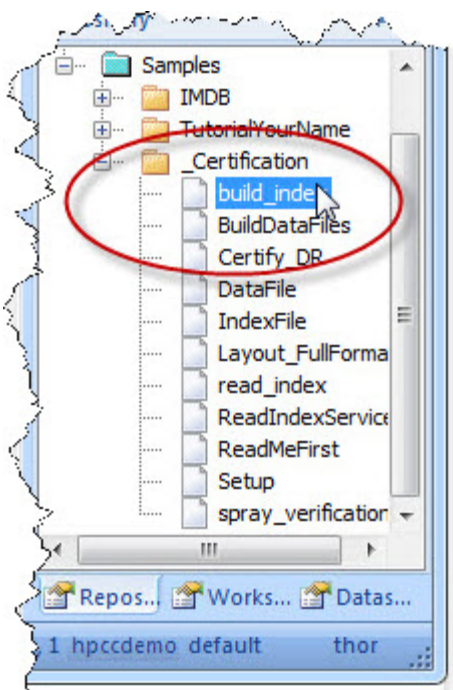 Samples
IMDB
TutorialYourName
_Certification
build_index
BuildDataFiles
Certify_DR
DataFile
IndexFile
Layout_FullForma
read_index
ReadIndexService
ReadMeFirst
Setup
spray_verification
Repos... Works... Datas...
1 hpccdemo default thor